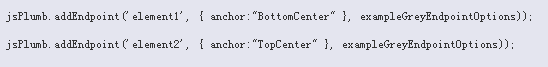 jsPlumb.addEndpoint('element1', { anchor:"BottomCenter" }, exampleGreyEndpointOptions));
jsPlumb.addEndpoint('element2', { anchor:"TopCenter" }, exampleGreyEndpointOptions));